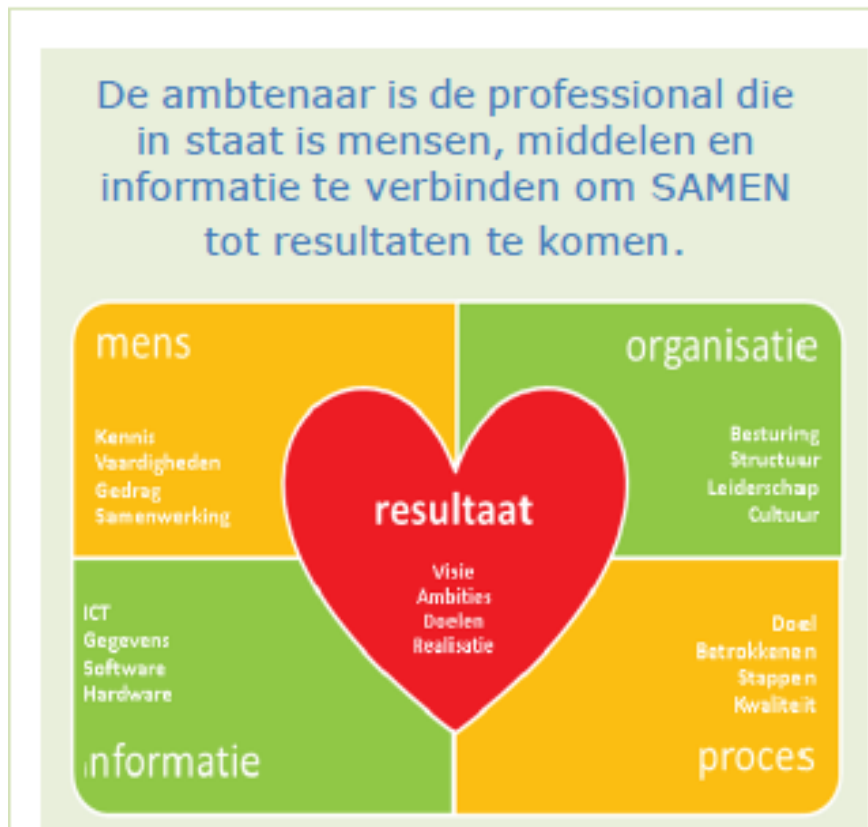 De ambtenaar is de professional die
in staat is mensen, middelen en
informatie te verbinden om SAMEN
tot resultaten te komen.
mens
Kennis
Vaardigheden
Gedrag
Samenwerking
organisatie
Besturing
Structuur
Leiderschap
Cultuur
resultaat
Visie
Ambities
Doelen
Realisatie
ICT
Gegevens
Software
Hardware
informatie
Doel
Betrokkenen
Stappen
Kwaliteit
proces